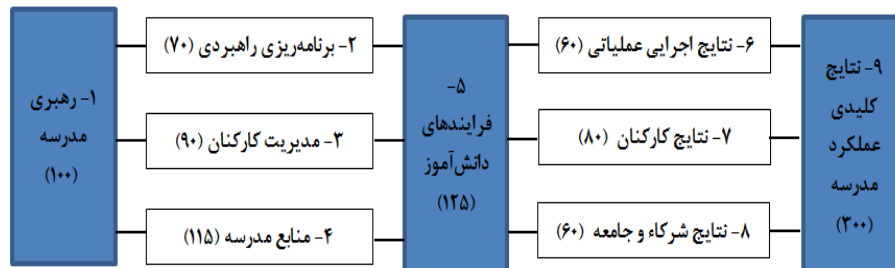 ۱- رهبری
مدرسه
(۱۰۰)
۲- برنامه‌ریزی راهبردی (۷۰)
۳- مدیریت کارکنان (۹۰)
۴- منابع مدرسه (۱۱۵)
۵-
فرایندهای
دانش‌آموز
(۱۲۵)
۶- نتایج اجرایی عملیاتی (۶۰)
۷- نتایج کارکنان (۸۰)
۸- نتایج شرکاء و جامعه (۶۰)
۹- نتایج
کلیدی
عملکرد
مدرسه
(۳۰۰)